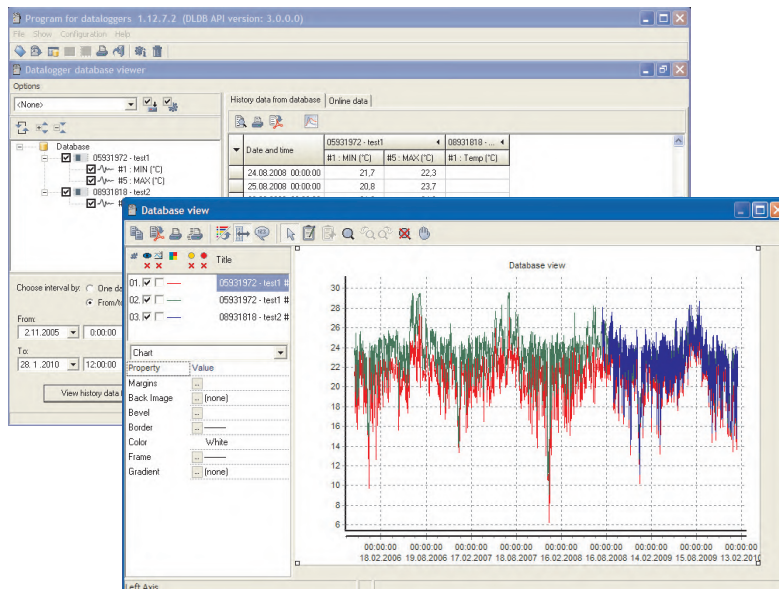 Program for dataloggers 1.12.7.2 (DLDB API version: 3.0.0.0)
File Show Configuration Help
Datalogger database viewer
Options
<None>
History data from database Online data
Database
05931972 - test1
#1 : MIN (°C)
#5 : MAX (°C)
08931818 - test2
Date and time 05931972 - test1 08931818 - ...
#1 : MIN (°C) #5 : MAX (°C) #1 : Temp (°C)
24.08.2008 00:00:00 21,7 22,3
25.08.2008 00:00:00 20,8 23,7
Choose interval by: One da
From/to
From:
2.11.2005 0:00:00
To:
28. 1.2010 12:00:00
View history data
Database view
# Title
01. 05931972 - test1 #
02. 05931972 - test1 #
03. 08931818 - test2 #
Chart
Property Value
Margins ...
Back Image ... (none)
Bevel ...
Border ...
Color White
Frame ...
Gradient ... (none)
Database view
30
28
26
24
22
20
18
16
14
12
10
8
6
00:00:00 00:00:00 00:00:00 00:00:00 00:00:00 00:00:00 00:00:00 00:00:00 00:00:00
18.02.2006 19.08.2006 17.02.2007 18.08.2007 16.02.2008 16.08.2008 14.02.2009 15.08.2009 13.02.2010
Left Axis